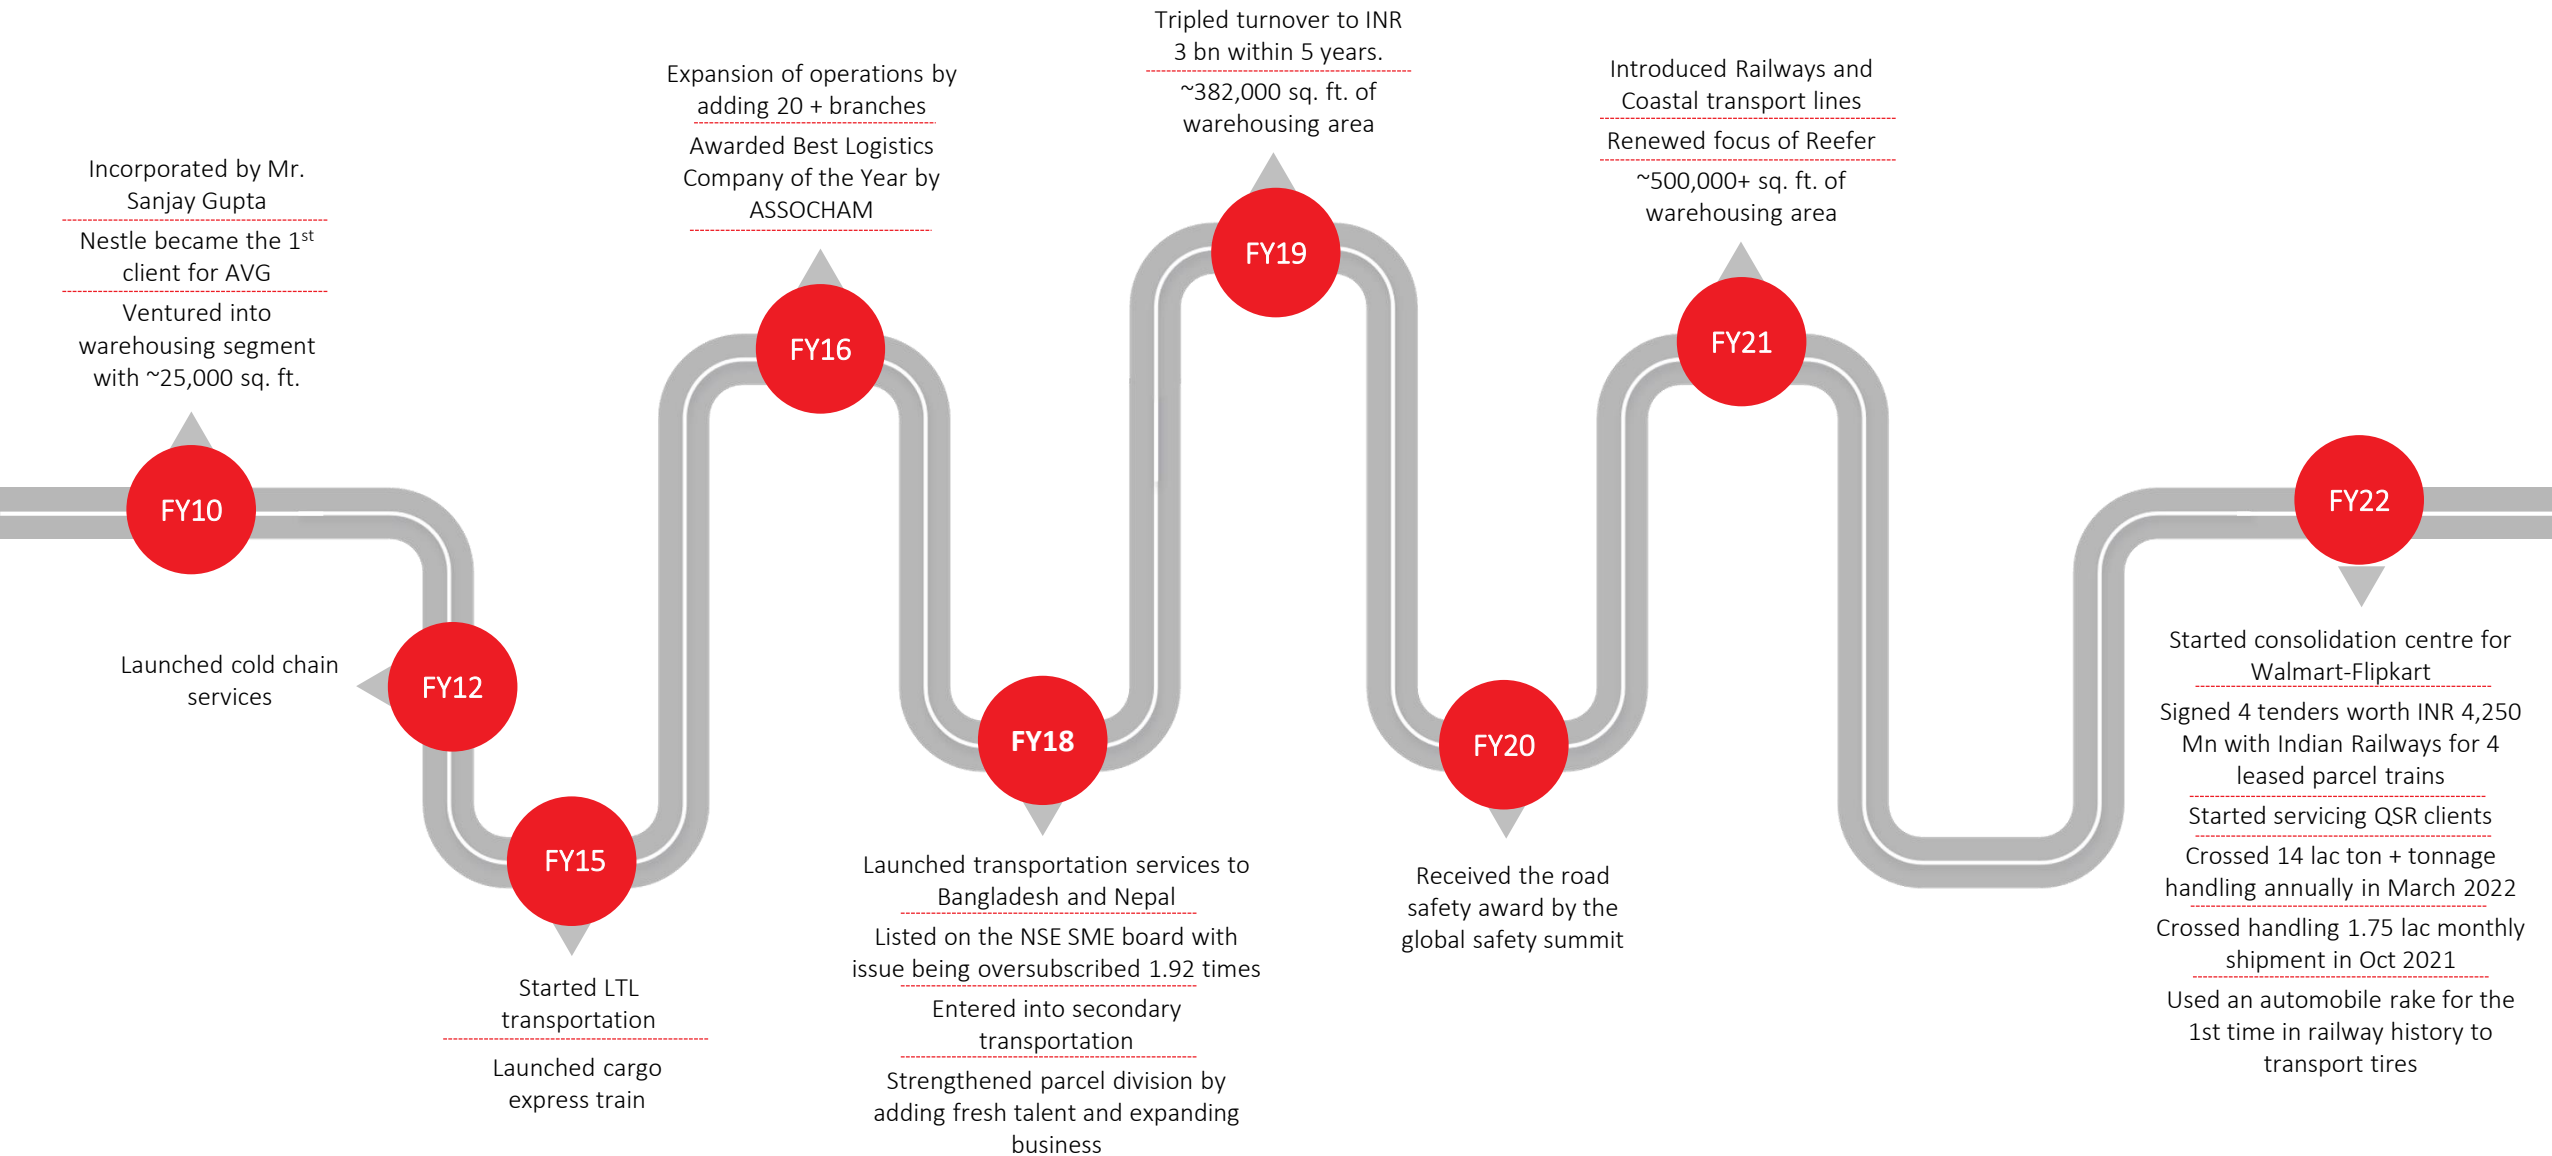 Incorporated by Mr.
Sanjay Gupta
Nestle became the 1st
client for AVG
Ventured into
warehousing segment
with ~25,000 sq. ft.
FY10
Launched cold chain
services
FY12
FY15
Started LTL
transportation
Launched cargo
express train
Expansion of operations by
adding 20 + branches
Awarded Best Logistics
Company of the Year by
ASSOCHAM
FY16
FY18
Launched transportation services to
Bangladesh and Nepal
Listed on the NSE SME board with
issue being oversubscribed 1.92 times
Entered into secondary
transportation
Strengthened parcel division by
adding fresh talent and expanding
business
Tripled turnover to INR
3 bn within 5 years.
~382,000 sq. ft. of
warehousing area
FY19
FY20
Received the road
safety award by the
global safety summit
Introduced Railways and
Coastal transport lines
Renewed focus of Reefer
~500,000+ sq. ft. of
warehousing area
FY21
FY22
Started consolidation centre for
Walmart-Flipkart
Signed 4 tenders worth INR 4,250
Mn with Indian Railways for 4
leased parcel trains
Started servicing QSR clients
Crossed 14 lac ton + tonnage
handling annually in March 2022
Crossed handling 1.75 lac monthly
shipment in Oct 2021
Used an automobile rake for the
1st time in railway history to
transport tires